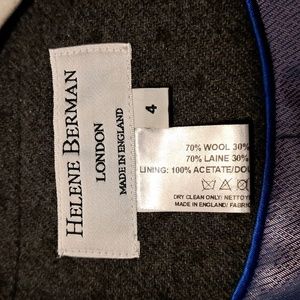 HELENE BERMAN
LONDON
MADE IN ENGLAND
4
70% WOOL 30%
70% LAINE 30%
LINING: 100% ACETATE/DOU
DRY CLEAN ONLY/ NETTOYE
MADE IN ENGLAND/ FABRIC